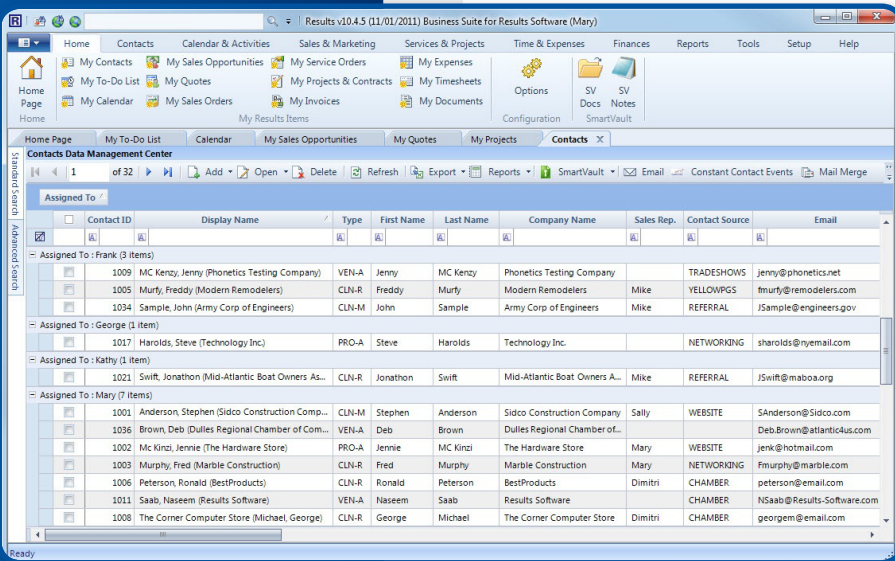 Results v10.4.5 (11/01/2011) Business Suite for Results Software (Mary)
Home Contacts Calendar & Activities Sales & Marketing Services & Projects Time & Expenses Finances Reports Tools Setup Help
My Contacts My Sales Opportunities My Service Orders My Expenses
My To-Do List My Quotes My Projects & Contracts My Timesheets
My Calendar My Sales Orders My Invoices My Documents
Home Page Options SV Docs SV Notes
Home My Results Items Configuration SmartVault
Home Page My To-Do List Calendar My Sales Opportunities My Quotes My Projects Contacts X
Standard Search
Advanced Search
Contacts Data Management Center
1 of 32 Add Open Delete Refresh Export Reports SmartVault Email Constant Contact Events Mail Merge
Assigned To
Contact ID Display Name Type First Name Last Name Company Name Sales Rep. Contact Source Email
Assigned To : Frank (3 items)
1009 MC Kenzy, Jenny (Phonetics Testing Company) VEN-A Jenny MC Kenzy Phonetics Testing Company TRADESHOWS jenny@phonetics.net
1005 Murfy, Freddy (Modern Remodelers) CLN-R Freddy Murfy Modern Remodelers Mike YELLOWPGS fmurfy@remodelers.com
1034 Sample, John (Army Corp of Engineers) CLN-M John Sample Army Corp of Engineers Mike REFERRAL JSample@engineers.gov
Assigned To : George (1 item)
1017 Harolds, Steve (Technology Inc.) PRO-A Steve Harolds Technology Inc. NETWORKING sharolds@nyemail.com
Assigned To : Kathy (1 item)
1021 Swift, Jonathon (Mid-Atlantic Boat Owners As... CLN-R Jonathon Swift Mid-Atlantic Boat Owners A... Mike REFERRAL JSwift@maboa.org
Assigned To : Mary (7 items)
1001 Anderson, Stephen (Sidco Construction Comp... CLN-M Stephen Anderson Sidco Construction Company Sally WEBSITE SAnderson@Sidco.com
1036 Brown, Deb (Dulles Regional Chamber of Com... VEN-A Deb Brown Dulles Regional Chamber of... Deb.Brown@atlantic4us.com
1002 Mc Kinzi, Jennie (The Hardware Store) PRO-A Jennie MC Kinzi The Hardware Store Mary WEBSITE jenk@hotmail.com
1003 Murphy, Fred (Marble Construction) CLN-R Fred Murphy Marble Construction Mary NETWORKING Fmurphy@marble.com
1006 Peterson, Ronald (BestProducts) CLN-R Ronald Peterson BestProducts Dimitri CHAMBER peterson@email.com
1011 Saab, Naseem (Results Software) VEN-A Naseem Saab Results Software CHAMBER NSaab@Results-Software.com
1008 The Corner Computer Store (Michael, George) CLN-R George Michael The Corner Computer Store Dimitri CHAMBER georgem@email.com
Ready